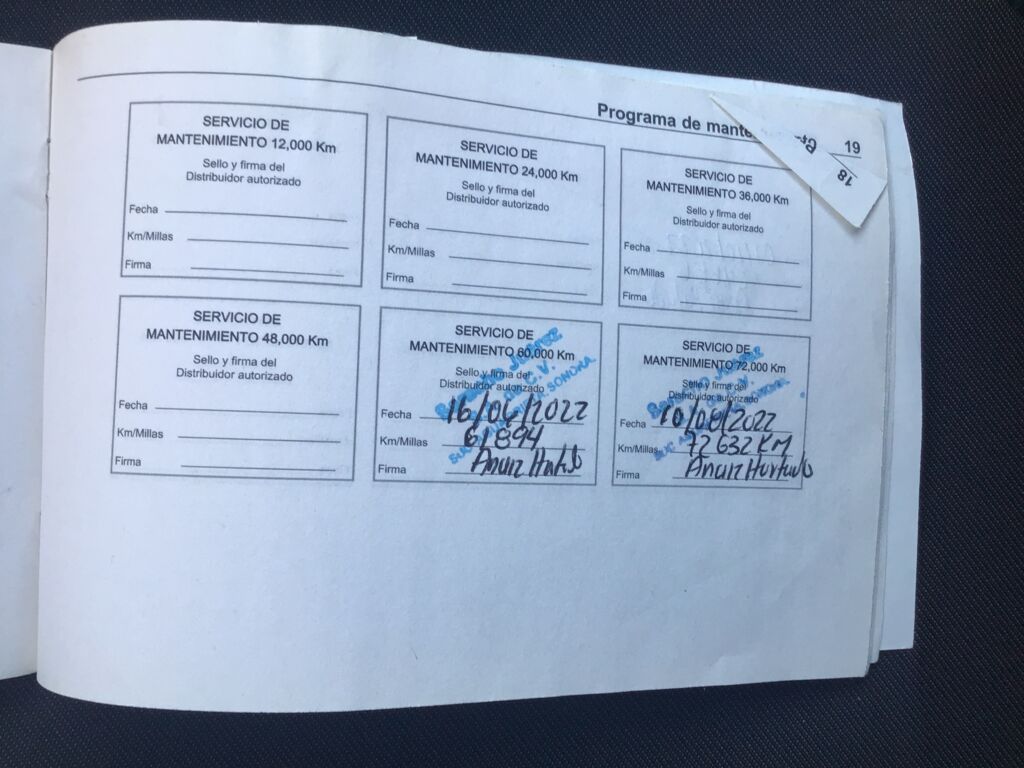 Programa de mante
19
18
SERVICIO DE
MANTENIMIENTO 12,000 Km
Sello y firma del
Distribuidor autorizado
Fecha
Km/Millas
Firma
SERVICIO DE
MANTENIMIENTO 24,000 Km
Sello y firma del
Distribuidor autorizado
Fecha
Km/Millas
Firma
SERVICIO DE
MANTENIMIENTO 36,000 Km
Sello y firma del
Distribuidor autorizado
Fecha
Km/Millas
Firma
SERVICIO DE
MANTENIMIENTO 48,000 Km
Sello y firma del
Distribuidor autorizado
Fecha
Km/Millas
Firma
SERVICIO DE
MANTENIMIENTO 60,000 Km
Sello y firma del
Distribuidor autorizado
Juárez
C.V.
SONORA.
Fecha 16/04/2022
Km/Millas 61894
Firma
SERVICIO DE
MANTENIMIENTO 72,000 Km
Sello y firma del
Distribuidor autorizado
Fecha 10/08/2022
Km/Millas 72 632 KM
Firma